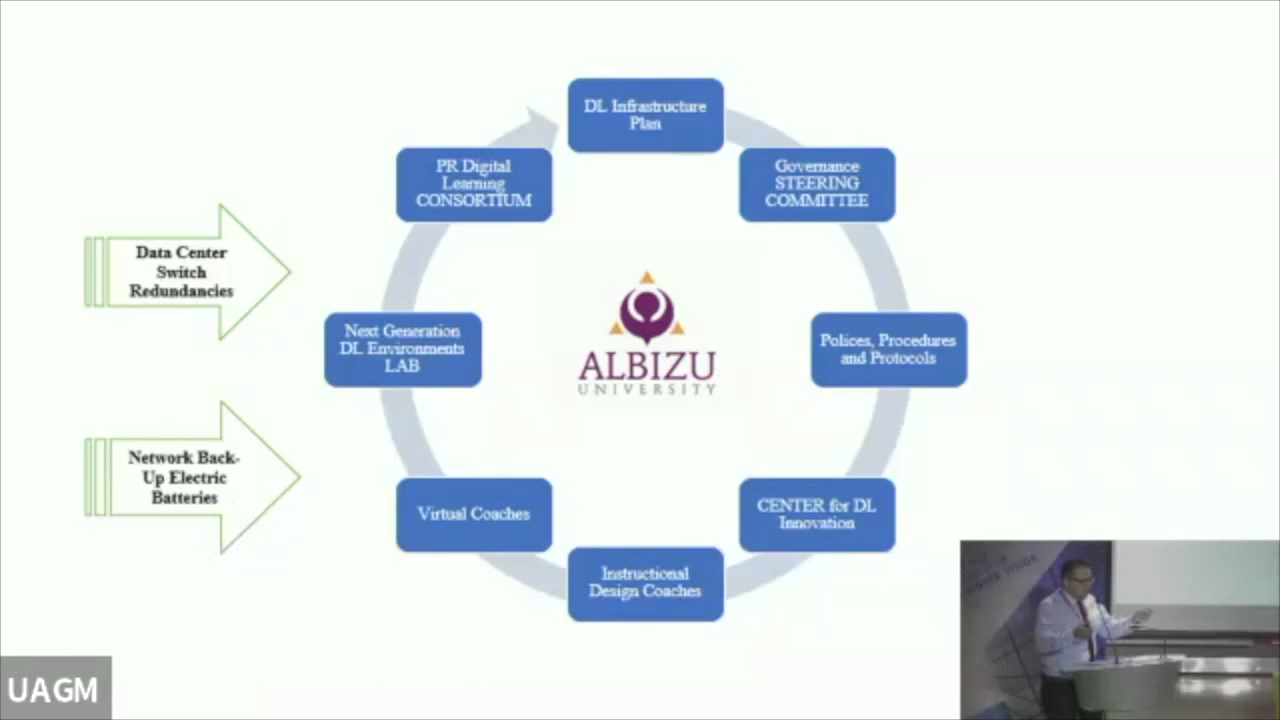 DL Infrastructure
Plan
Governance
STEERING
COMMITTEE
Polices, Procedures
and Protocols
CENTER for DL
Innovation
Instructional
Design Coaches
Virtual Coaches
Next Generation
DL Environments
LAB
PR Digital
Learning
CONSORTIUM
ALBIZU
UNIVERSITY
Data Center
Switch
Redundancies
Network Back-
Up Electric
Batteries
UAGM